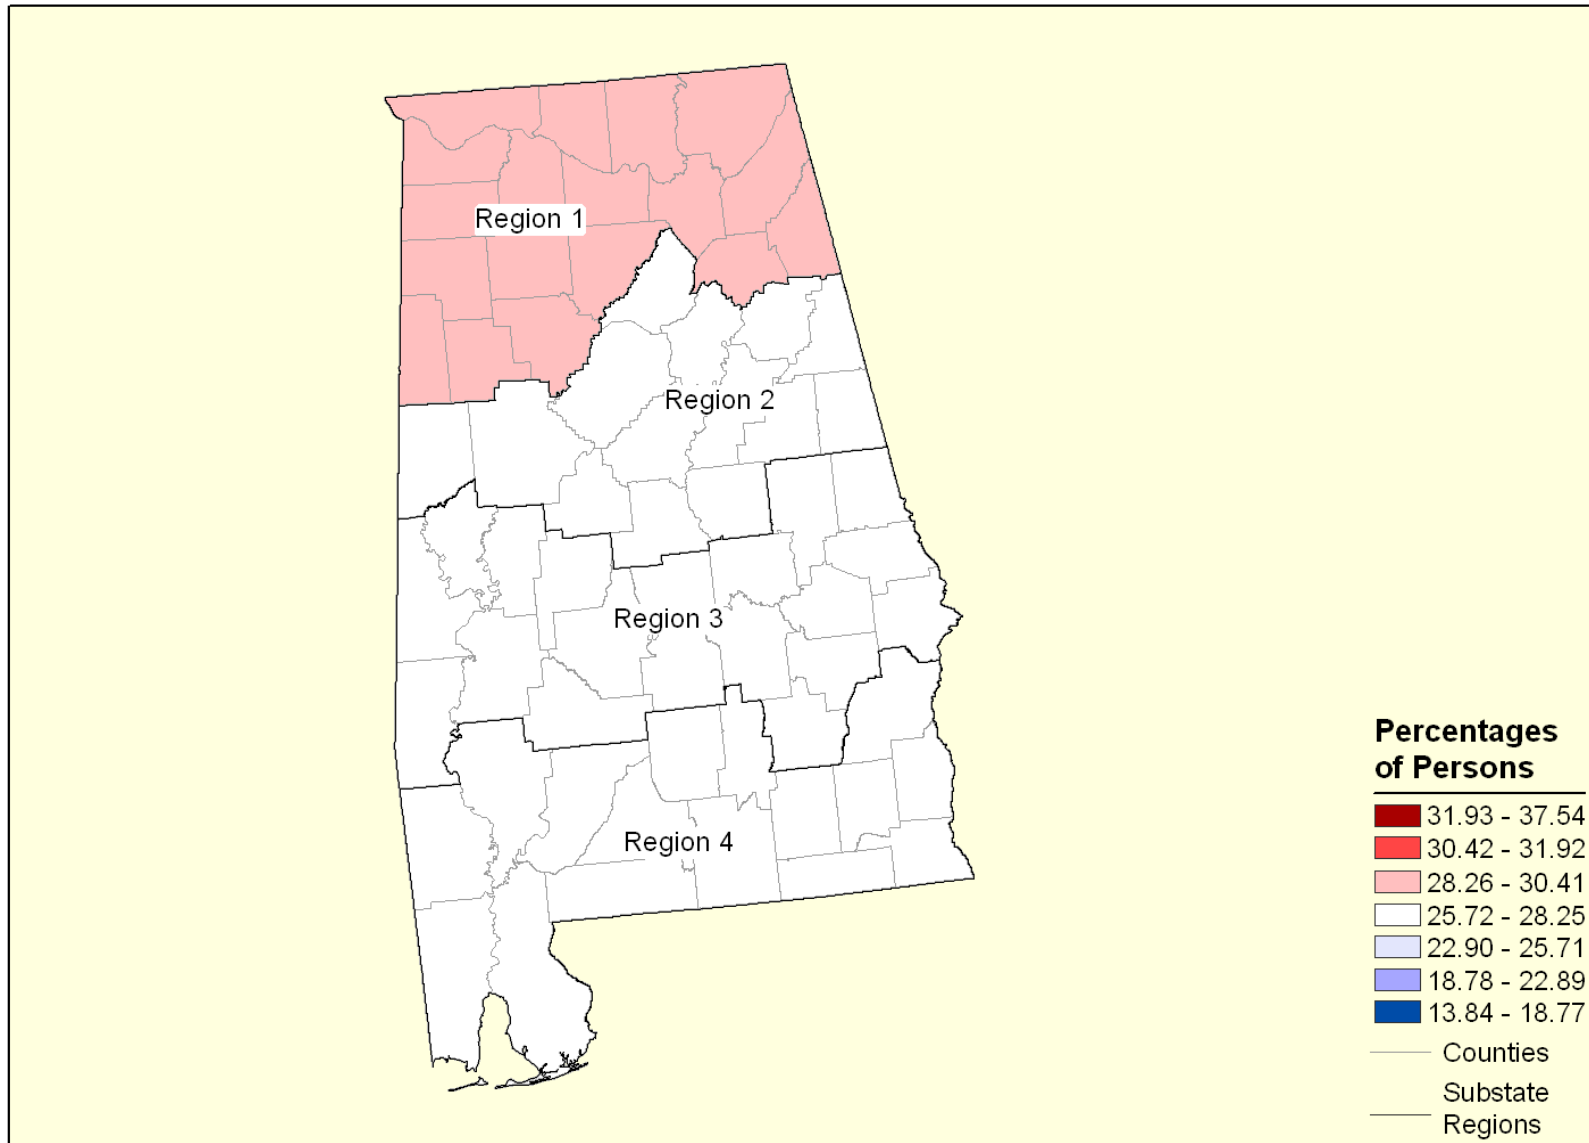 Region 1
Region 2
Region 3
Region 4
Percentages
of Persons
31.93 - 37.54
30.42 - 31.92
28.26 - 30.41
25.72 - 28.25
22.90 - 25.71
18.78 - 22.89
13.84 - 18.77
Counties
Substate
Regions